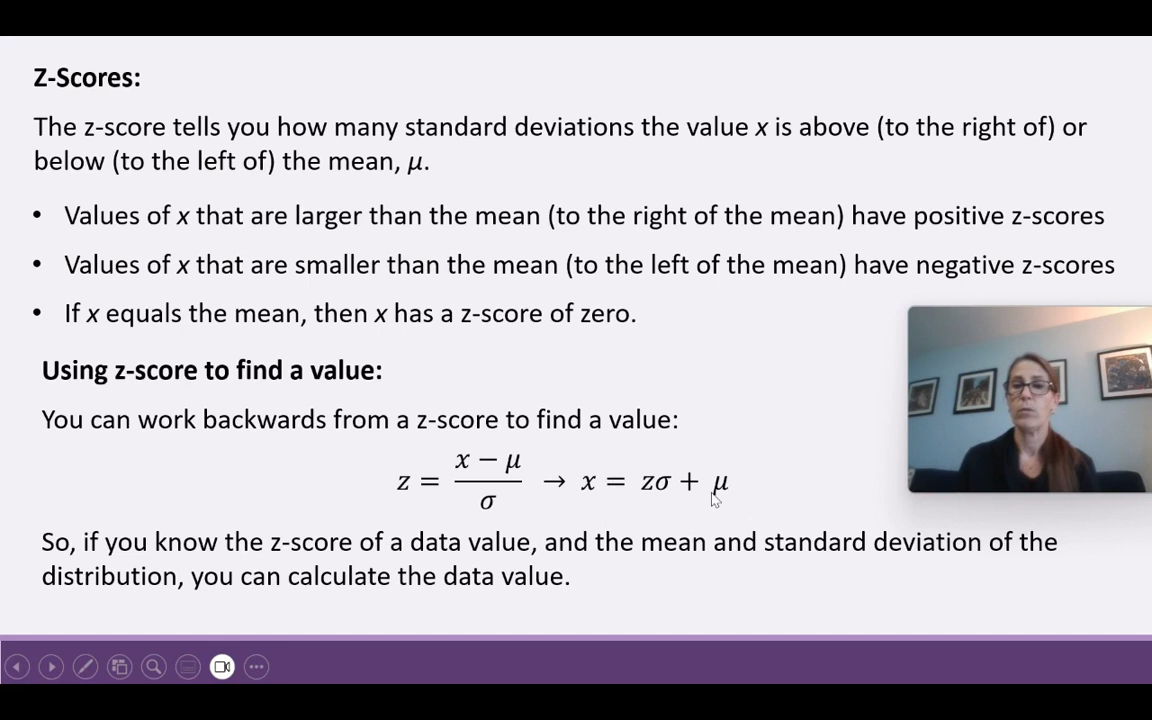 Z-Scores:
The z-score tells you how many standard deviations the value x is above (to the right of) or
below (to the left of) the mean, μ.
• Values of x that are larger than the mean (to the right of the mean) have positive z-scores
• Values of x that are smaller than the mean (to the left of the mean) have negative z-scores
• If x equals the mean, then x has a z-score of zero.
Using z-score to find a value:
You can work backwards from a z-score to find a value:
z = (x − μ)/σ → x = zσ + μ
So, if you know the z-score of a data value, and the mean and standard deviation of the
distribution, you can calculate the data value.